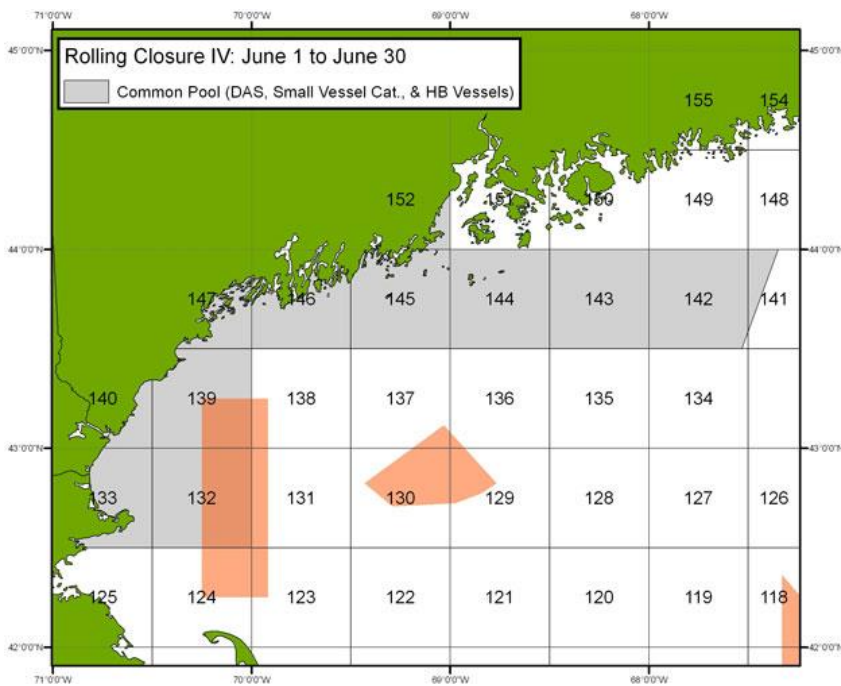 71°0'0"W 70°0'0"W 69°0'0"W 68°0'0"W
Rolling Closure IV: June 1 to June 30
Common Pool (DAS, Small Vessel Cat., & HB Vessels)
45°0'0"N 45°0'0"N
155 154
152 151 150 149 148
44°0'0"N 44°0'0"N
147 146 145 144 143 142 141
140 139 138 137 136 135 134
43°0'0"N 43°0'0"N
133 132 131 130 129 128 127 126
125 124 123 122 121 120 119 118
42°0'0"N 42°0'0"N
71°0'0"W 70°0'0"W 69°0'0"W 68°0'0"W